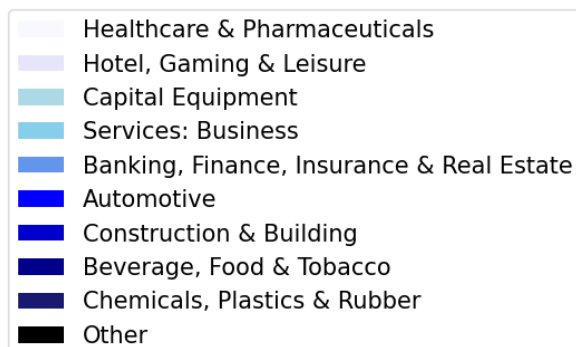 Healthcare & Pharmaceuticals
Hotel, Gaming & Leisure
Capital Equipment
Services: Business
Banking, Finance, Insurance & Real Estate
Automotive
Construction & Building
Beverage, Food & Tobacco
Chemicals, Plastics & Rubber
Other